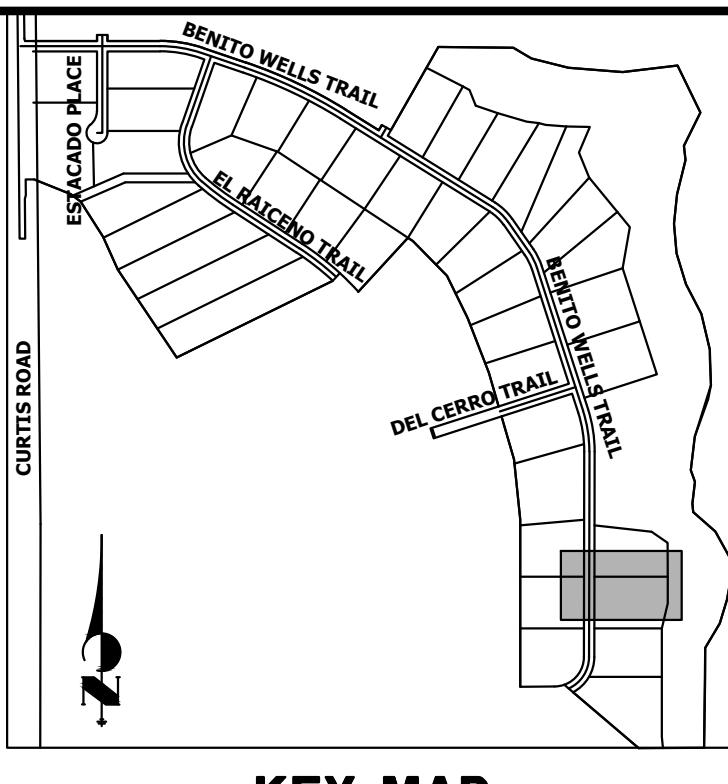 BENITO WELLS TRAIL
ESTACADO PLACE
EL RAICENO TRAIL
BENITO WELLS TRAIL
CURTIS ROAD
DEL CERRO TRAIL
N
KEY MAP